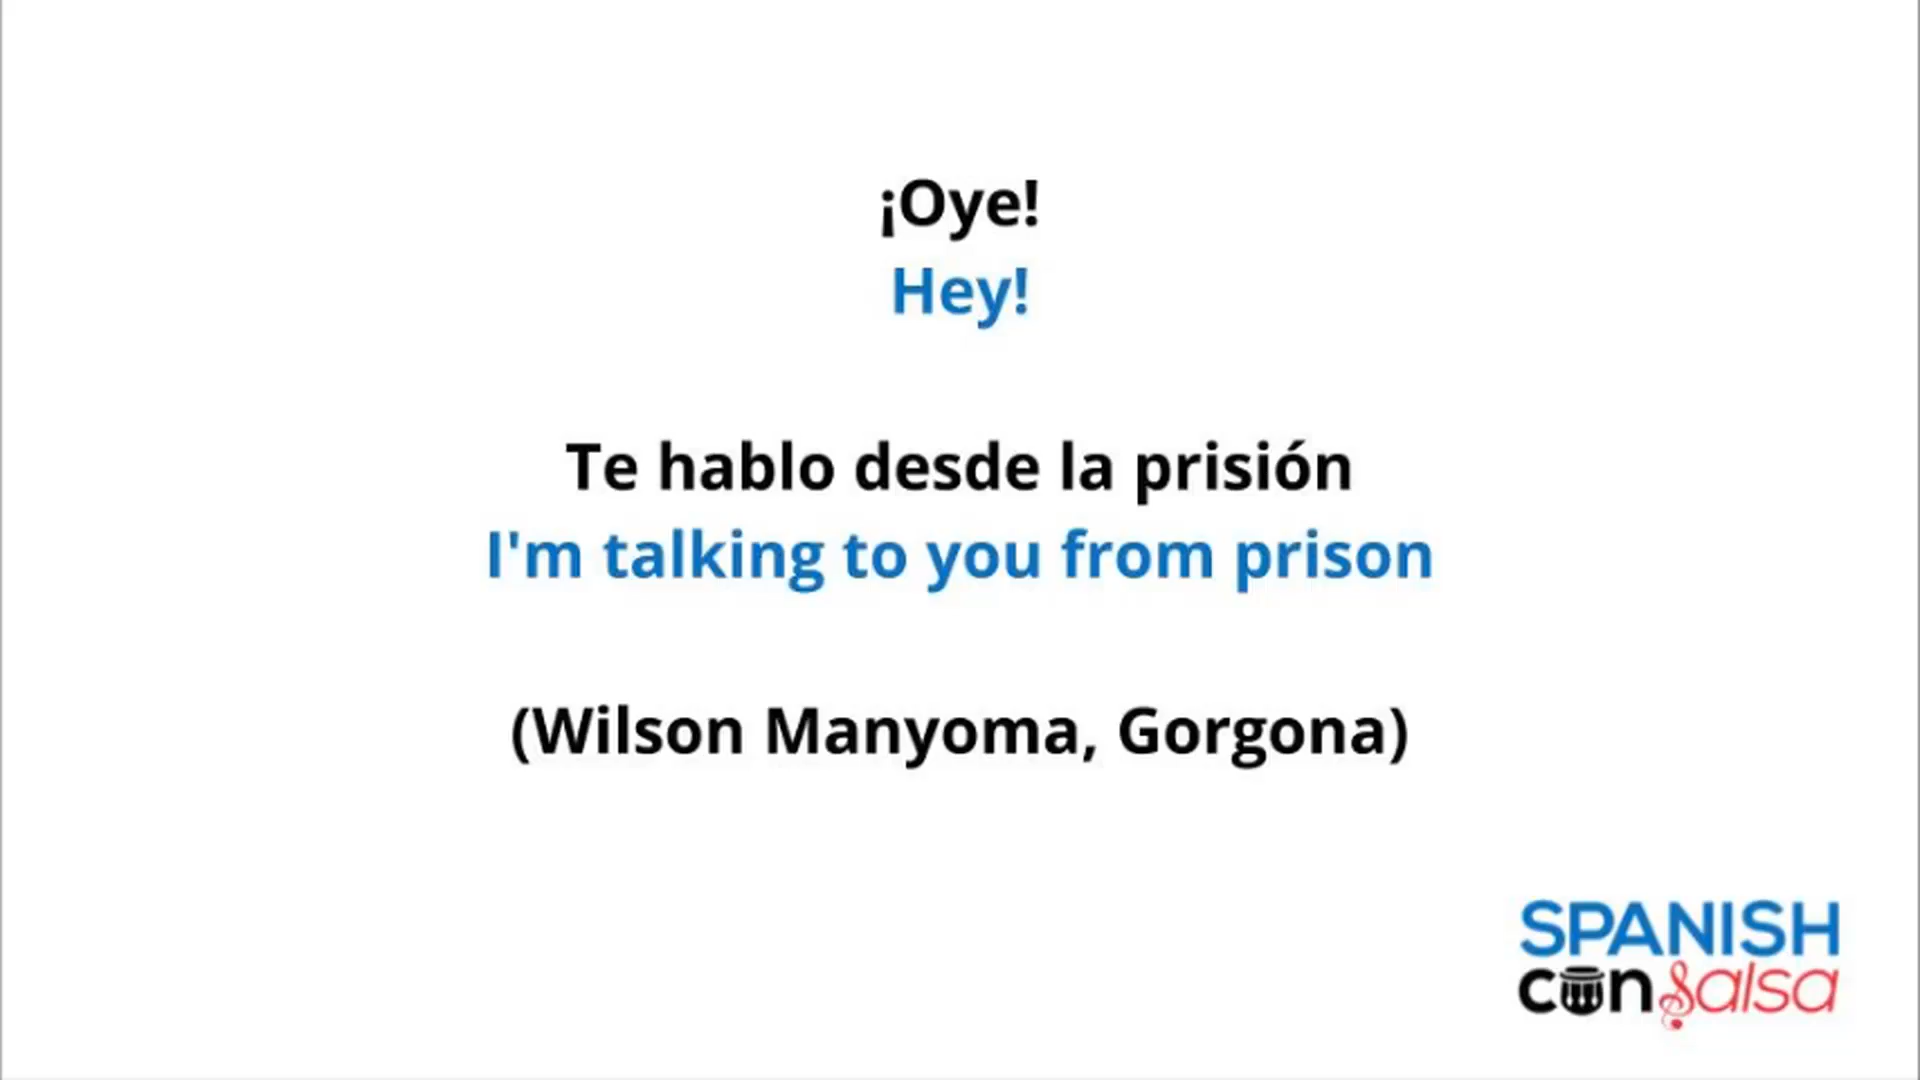 ¡Oye!
Hey!
Te hablo desde la prisión
I'm talking to you from prison
(Wilson Manyoma, Gorgona)
SPANISH
con Salsa